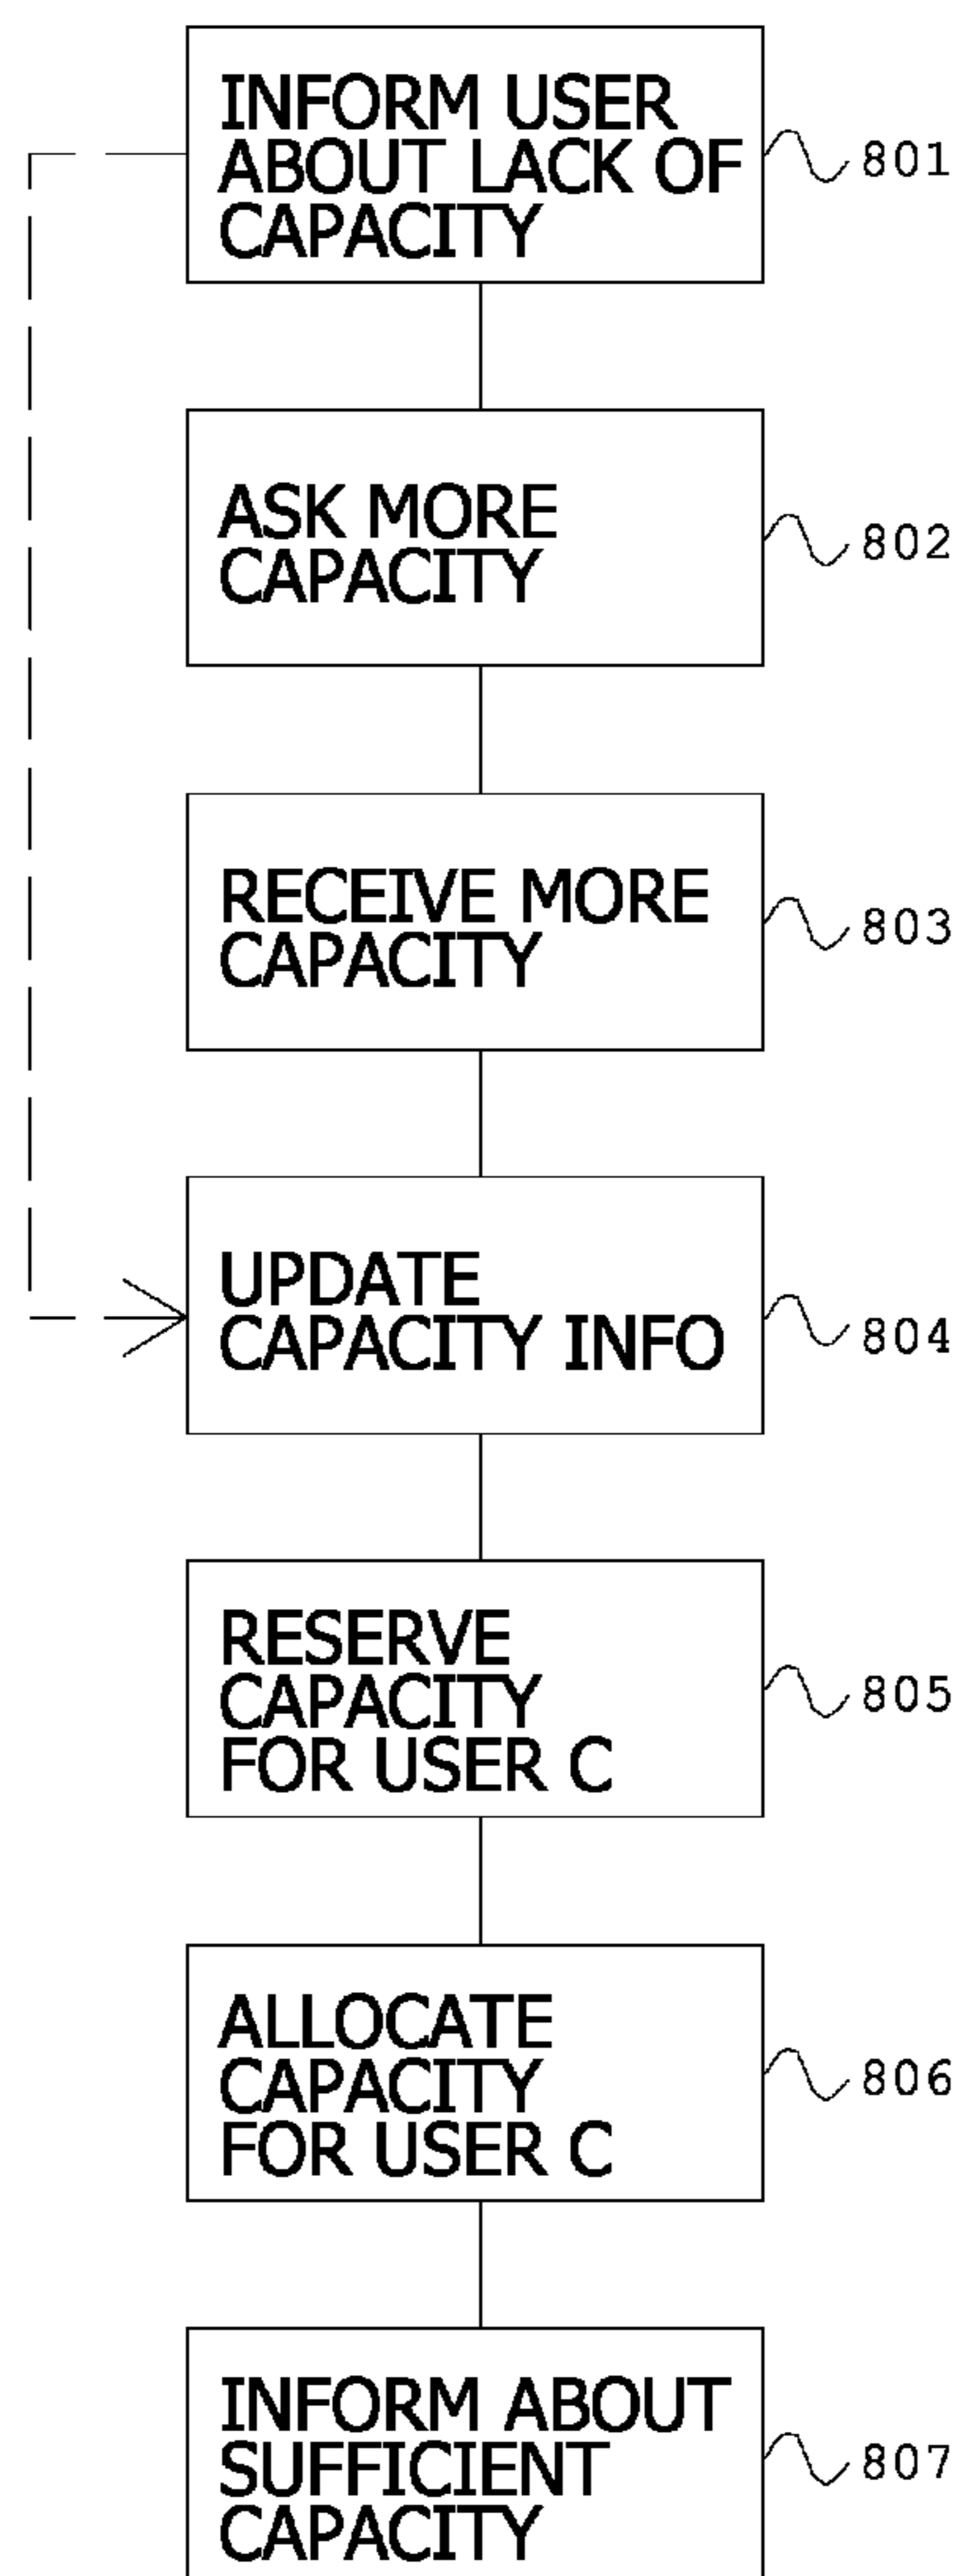 INFORM USER
ABOUT LACK OF
CAPACITY
801
ASK MORE
CAPACITY
802
RECEIVE MORE
CAPACITY
803
UPDATE
CAPACITY INFO
804
RESERVE
CAPACITY
FOR USER C
805
ALLOCATE
CAPACITY
FOR USER C
806
INFORM ABOUT
SUFFICIENT
CAPACITY
807